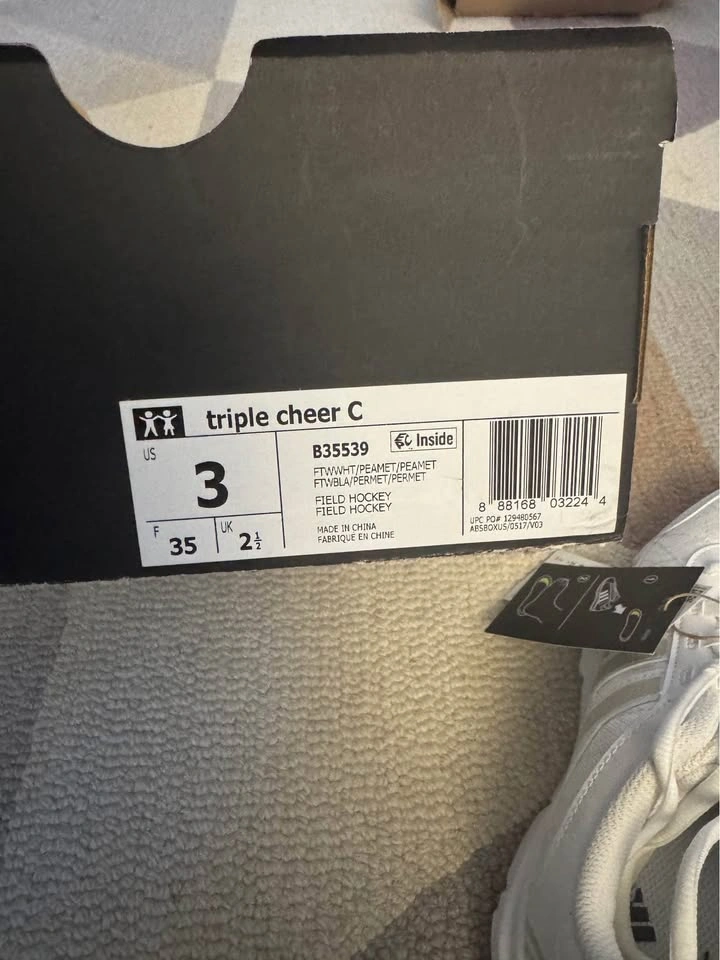 triple cheer C
US
3
F
35
UK
2½
B35539
Inside
FTWWHT/PEAMET/PEAMET
FTWBLA/PERMET/PERMET
FIELD HOCKEY
FIELD HOCKEY
MADE IN CHINA
FABRIQUE EN CHINE
8 88168 03224 4
UPC PO# 129480567